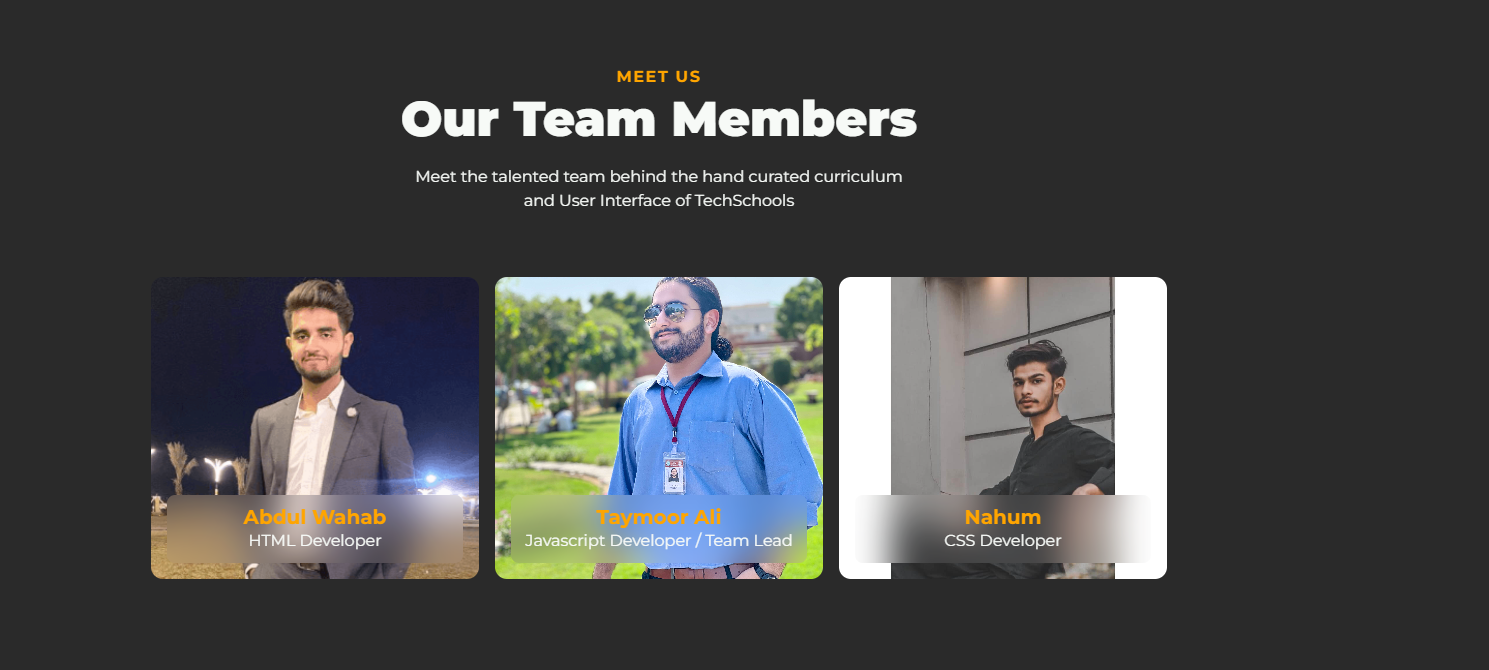 MEET US
Our Team Members
Meet the talented team behind the hand curated curriculum
and User Interface of TechSchools
Abdul Wahab
HTML Developer
Taymoor Ali
Javascript Developer / Team Lead
Nahum
CSS Developer